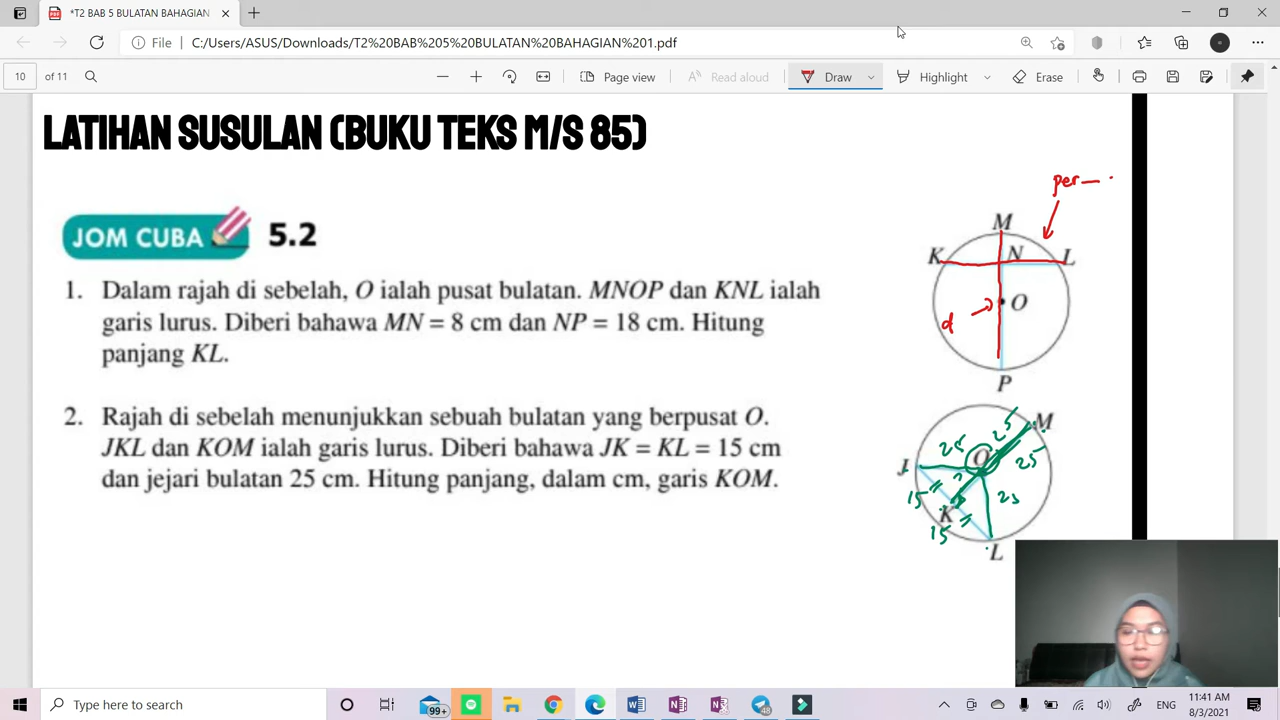 *T2 BAB 5 BULATAN BAHAGIAN
File C:/Users/ASUS/Downloads/T2%20BAB%205%20BULATAN%20BAHAGIAN%201.pdf
10 of 11 Page view Read aloud Draw Highlight Erase
LATIHAN SUSULAN (BUKU TEKS M/S 85)
JOM CUBA 5.2
1. Dalam rajah di sebelah, O ialah pusat bulatan. MNOP dan KNL ialah
garis lurus. Diberi bahawa MN = 8 cm dan NP = 18 cm. Hitung
panjang KL.
2. Rajah di sebelah menunjukkan sebuah bulatan yang berpusat O.
JKL dan KOM ialah garis lurus. Diberi bahawa JK = KL = 15 cm
dan jejari bulatan 25 cm. Hitung panjang, dalam cm, garis KOM.
per
M
K N L
d O
P
M
25 25
J O 25
15 25
K
15
L
Type here to search
99+
ENG
11:41 AM
8/3/2021